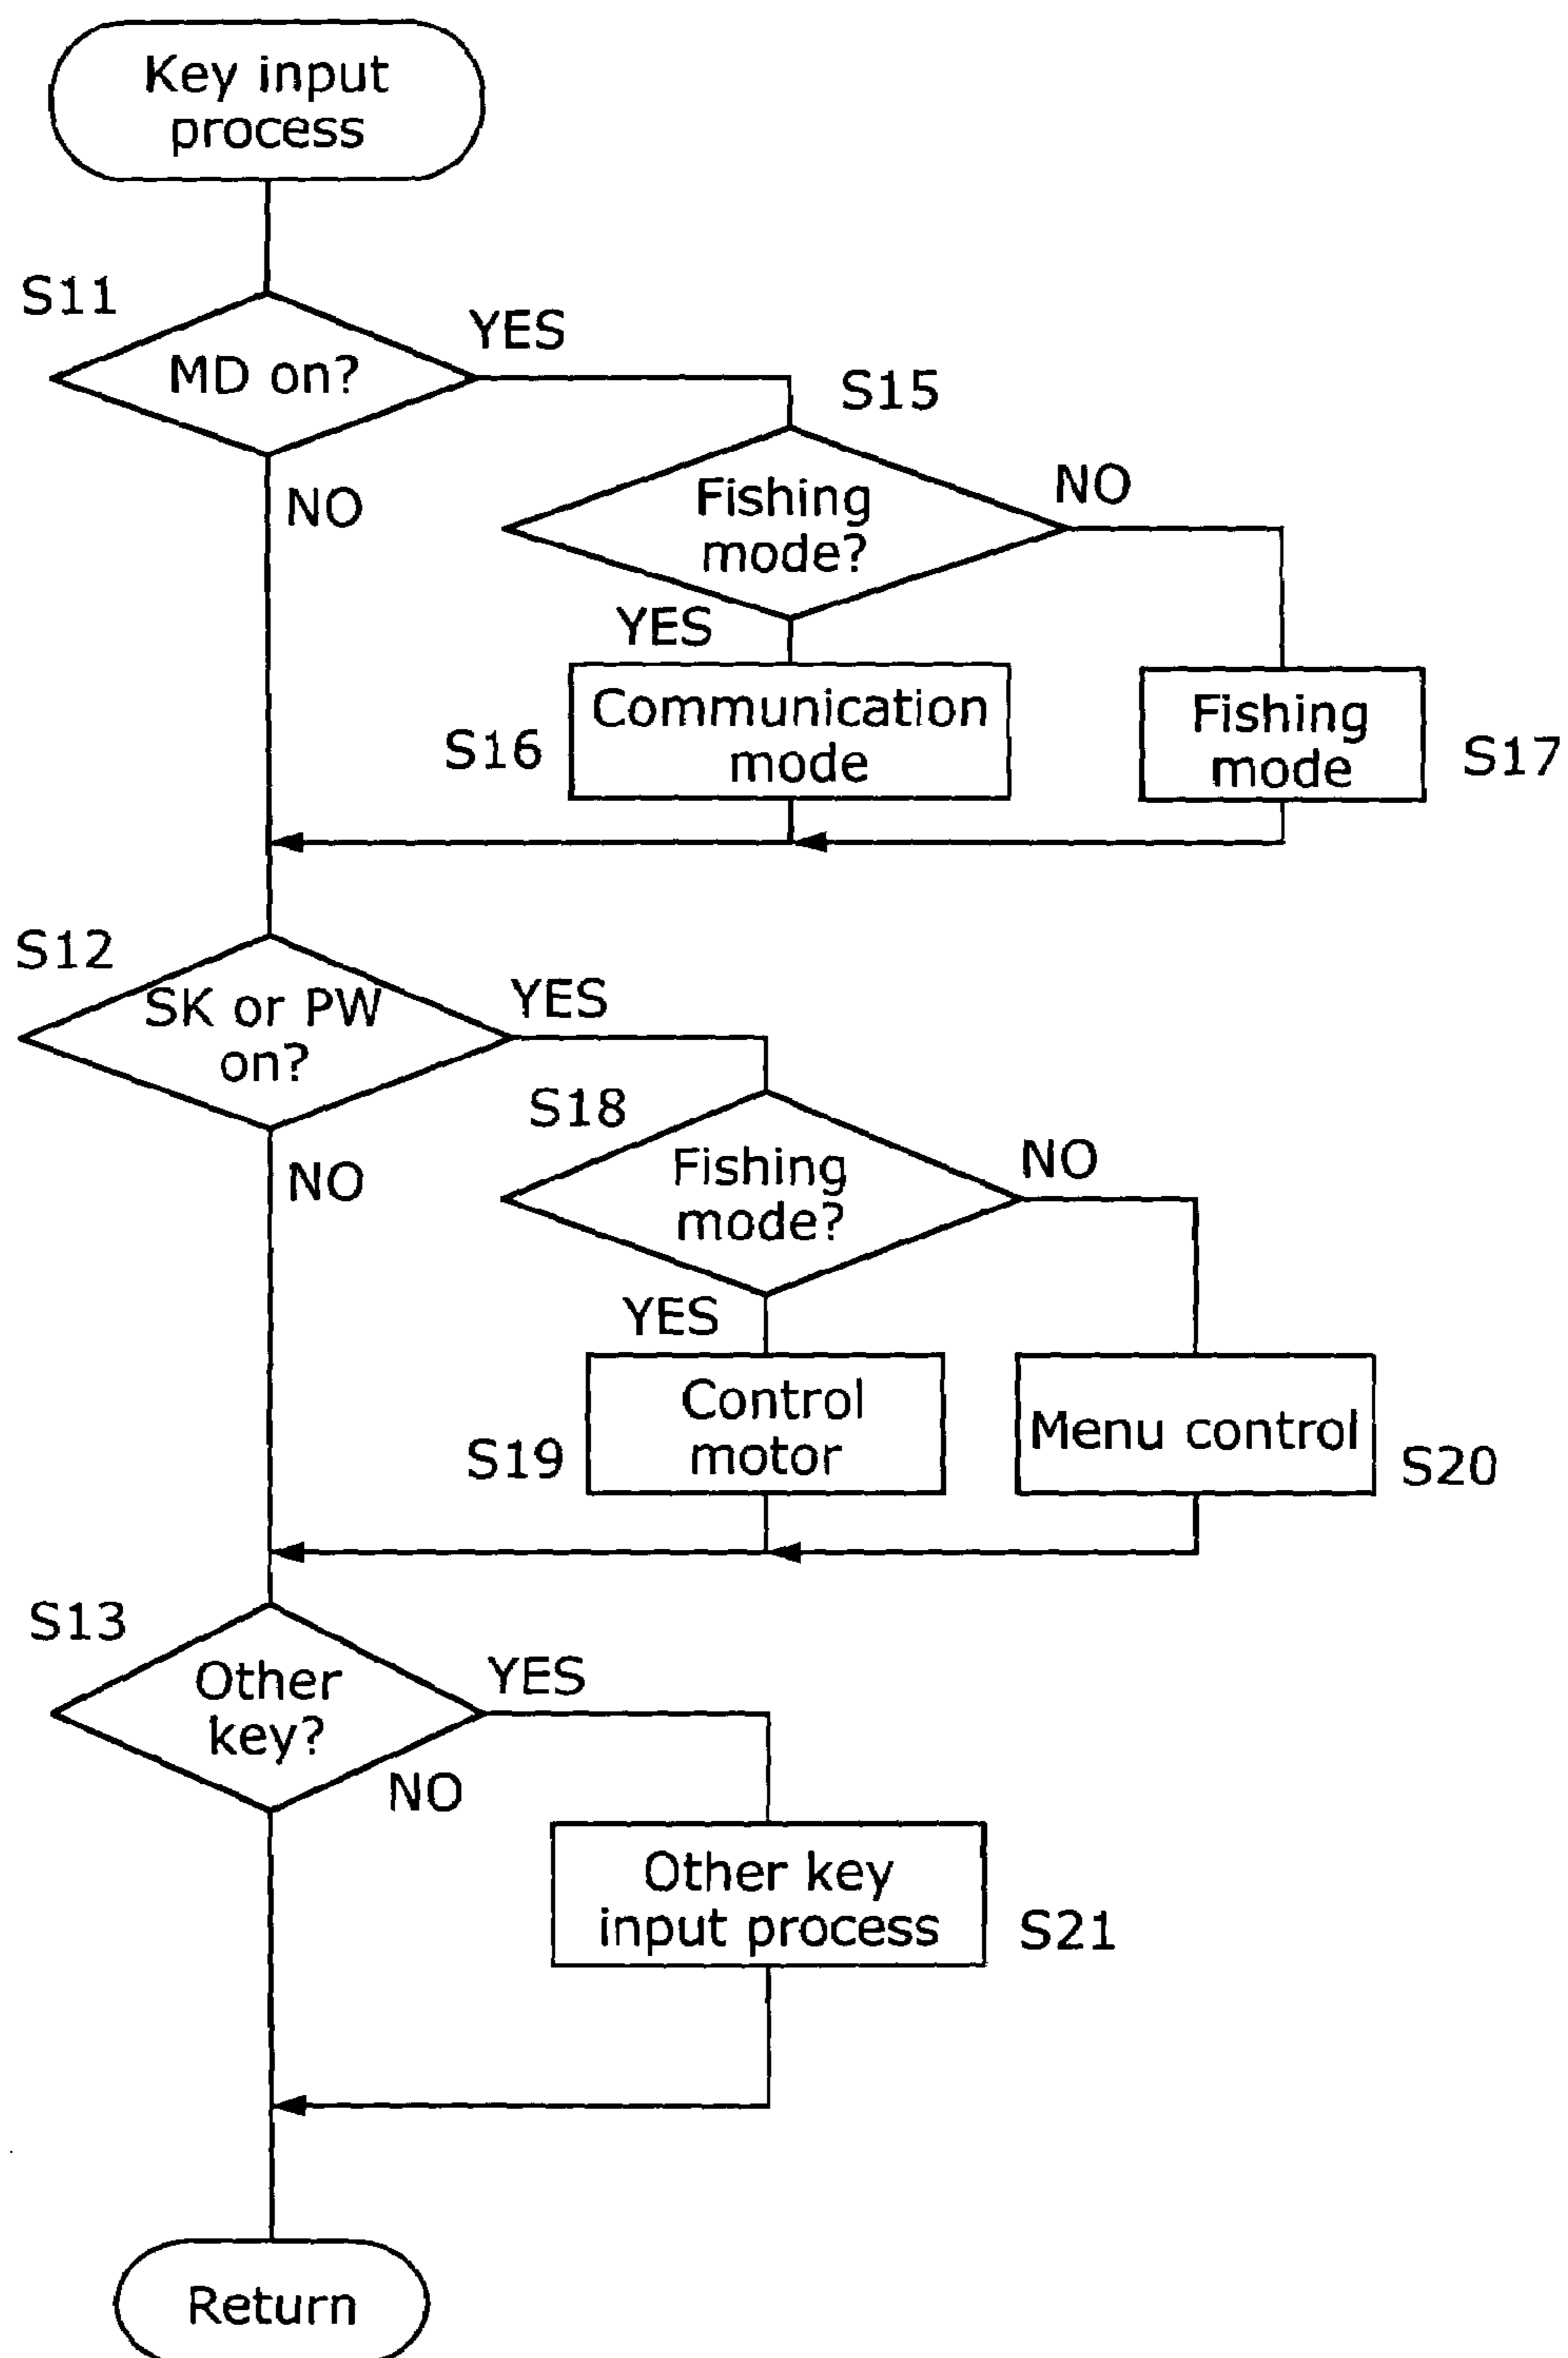 Key input
process
S11
MD on?
YES
NO
S15
Fishing
mode?
NO
YES
Communication
mode
S16
Fishing
mode
S17
S12
SK or PW
on?
YES
NO
S18
Fishing
mode?
NO
YES
Control
motor
S19
Menu control
S20
S13
Other
key?
YES
NO
Other key
input process
S21
Return